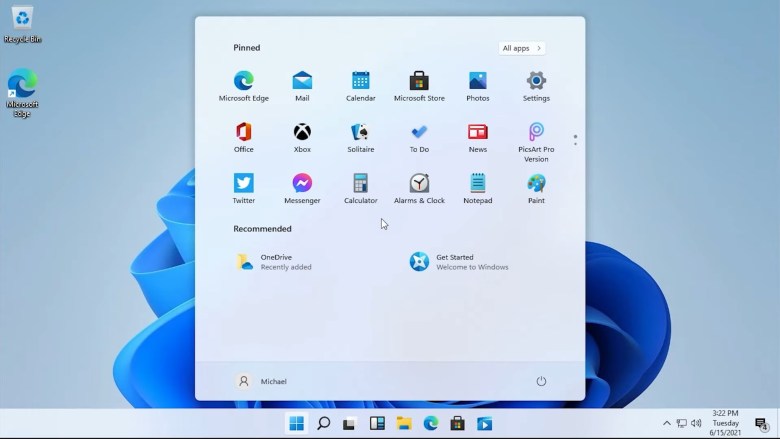 Recycle Bin
Microsoft
Edge
Pinned
All apps
Microsoft Edge
Mail
Calendar
Microsoft Store
Photos
Settings
Office
Xbox
Solitaire
To Do
News
PicsArt Pro
Version
Twitter
Messenger
Calculator
Alarms & Clock
Notepad
Paint
Recommended
OneDrive
Recently added
Get Started
Welcome to Windows
Michael
3:22 PM
Tuesday
6/15/2021
4